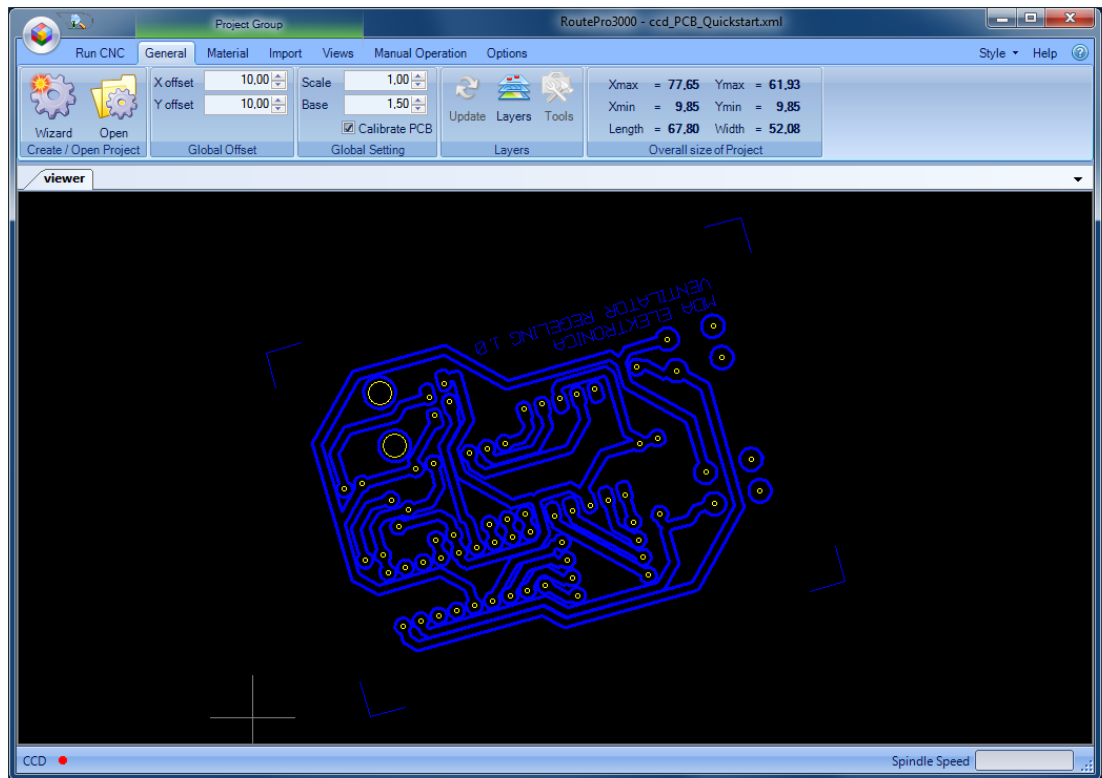 Project Group
RoutePro3000 - ccd_PCB_Quickstart.xml
Run CNC General Material Import Views Manual Operation Options Style Help
X offset 10,00 Scale 1,00 Xmax = 77,65 Ymax = 61,93
Y offset 10,00 Base 1,50 Update Layers Tools Xmin = 9,85 Ymin = 9,85
Wizard Open Calibrate PCB Length = 67,80 Width = 52,08
Create / Open Project Global Offset Global Setting Layers Overall size of Project
viewer
MDA ELEKTRONICA
VENTILATOR REGELING 1.0
CCD Spindle Speed